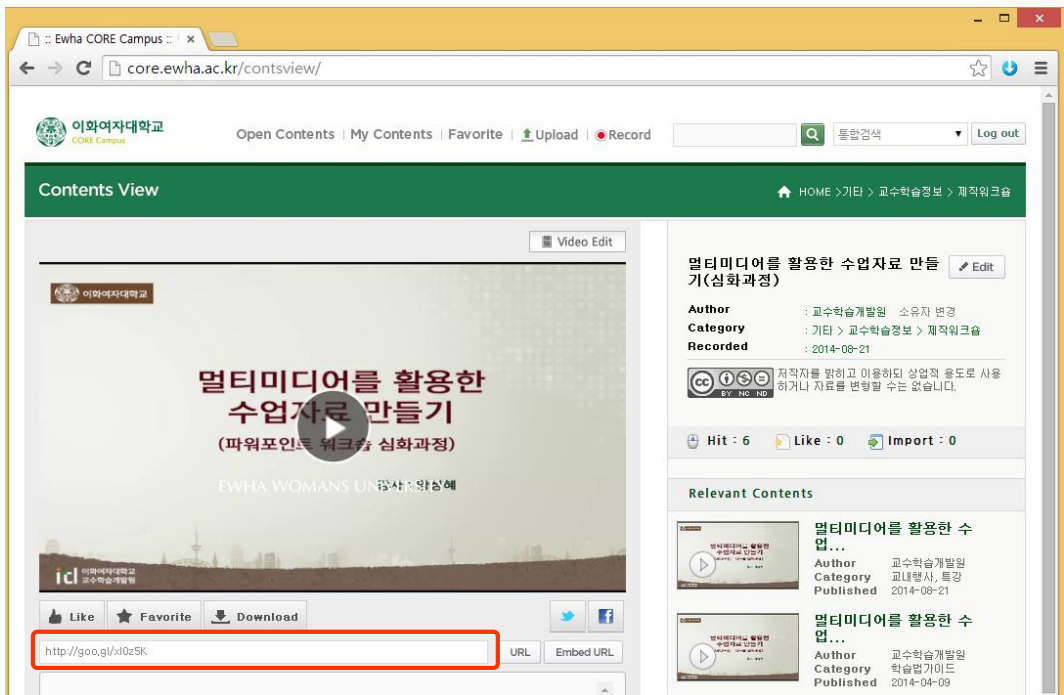 :: Ewha CORE Campus ::
core.ewha.ac.kr/contsview/
이화여자대학교
CORE Campus
Open Contents | My Contents | Favorite | Upload | Record
통합검색
Log out
Contents View
HOME >기타 > 교수학습정보 > 제작워크숍
Video Edit
이화여자대학교
멀티미디어를 활용한
수업자료 만들기
(파워포인트 워크숍 심화과정)
EWHA WOMANS
이화여자대학교
icl 교수학습개발원
Like
Favorite
Download
http://goo.gl/xI0z5K
URL
Embed URL
멀티미디어를 활용한 수업자료 만들
기(심화과정)
Edit
Author : 교수학습개발원 소유자 변경
Category : 기타 > 교수학습정보 > 제작워크숍
Recorded : 2014-08-21
cc BY NC ND
저작자를 밝히고 이용하되 상업적 용도로 사용
하거나 자료를 변형할 수는 없습니다.
Hit : 6 Like : 0 Import : 0
Relevant Contents
멀티미디어를 활용한 수
업...
Author 교수학습개발원
Category 교내행사, 특강
Published 2014-08-21
멀티미디어를 활용한 수
업...
Author 교수학습개발원
Category 학습법가이드
Published 2014-04-09